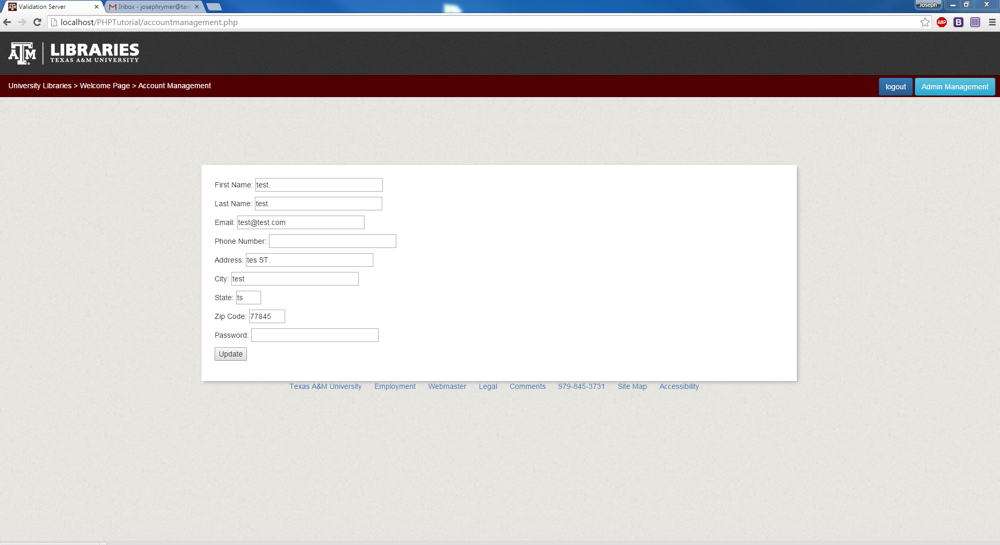 Validation Server
Inbox - josephrymer@tam
Joseph
localhost/PHPTutorial/accountmanagement.php
ABP
B
ATM
LIBRARIES
TEXAS A&M UNIVERSITY
University Libraries > Welcome Page > Account Management
logout
Admin Management
First Name: test
Last Name: test
Email: test@test.com
Phone Number:
Address: tes ST.
City: test
State: ts
Zip Code: 77845
Password:
Update
Texas A&M University Employment Webmaster Legal Comments 979-845-3731 Site Map Accessibility